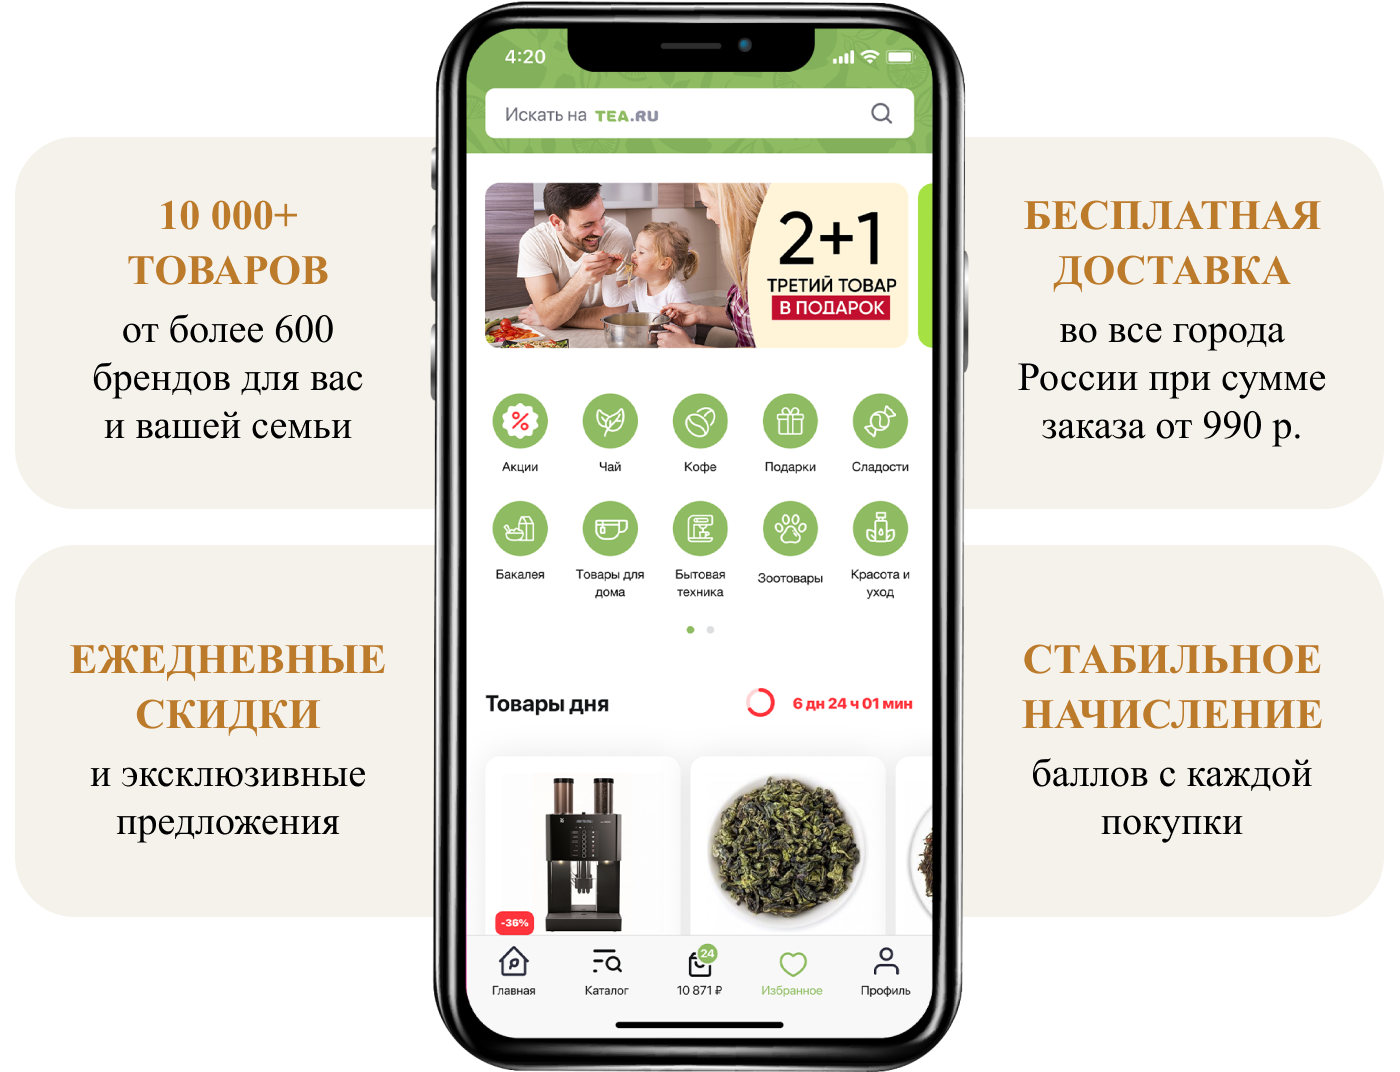 10 000+
ТОВАРОВ
от более 600
брендов для вас
и вашей семьи
ЕЖЕДНЕВНЫЕ
СКИДКИ
и эксклюзивные
предложения
4:20
Искать на TEA.RU
2+1
ТРЕТИЙ ТОВАР
В ПОДАРОК
Акции Чай Кофе Подарки Сладости
Бакалея Товары для дома Бытовая техника Зоотовары Красота и уход
Товары дня 6 дн 24 ч 01 мин
-36%
24
Главная Каталог 10 871 ₽ Избранное Профиль
БЕСПЛАТНАЯ
ДОСТАВКА
во все города
России при сумме
заказа от 990 р.
СТАБИЛЬНОЕ
НАЧИСЛЕНИЕ
баллов с каждой
покупки